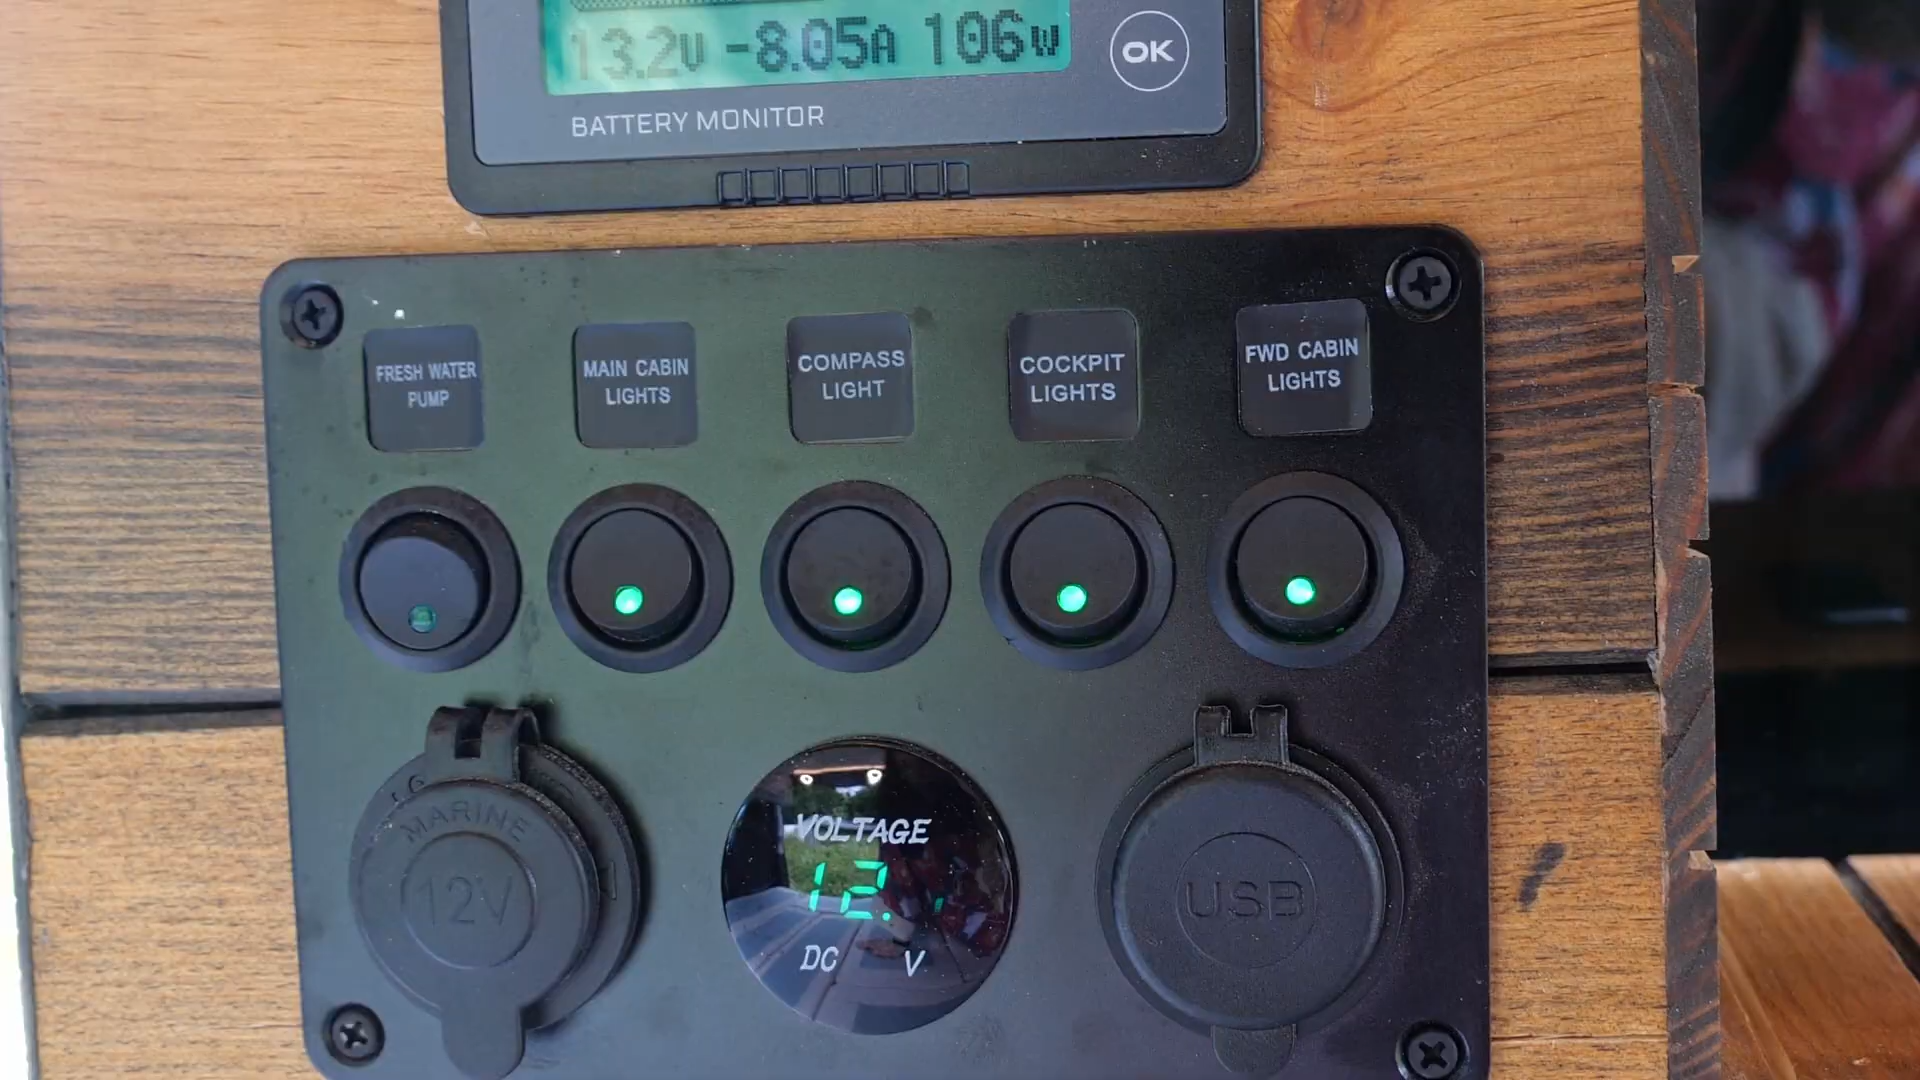 13.2V -8.05A 106W
OK
BATTERY MONITOR
FRESH WATER
PUMP
MAIN CABIN
LIGHTS
COMPASS
LIGHT
COCKPIT
LIGHTS
FWD CABIN
LIGHTS
MARINE
12V
VOLTAGE
12.
DC V
USB